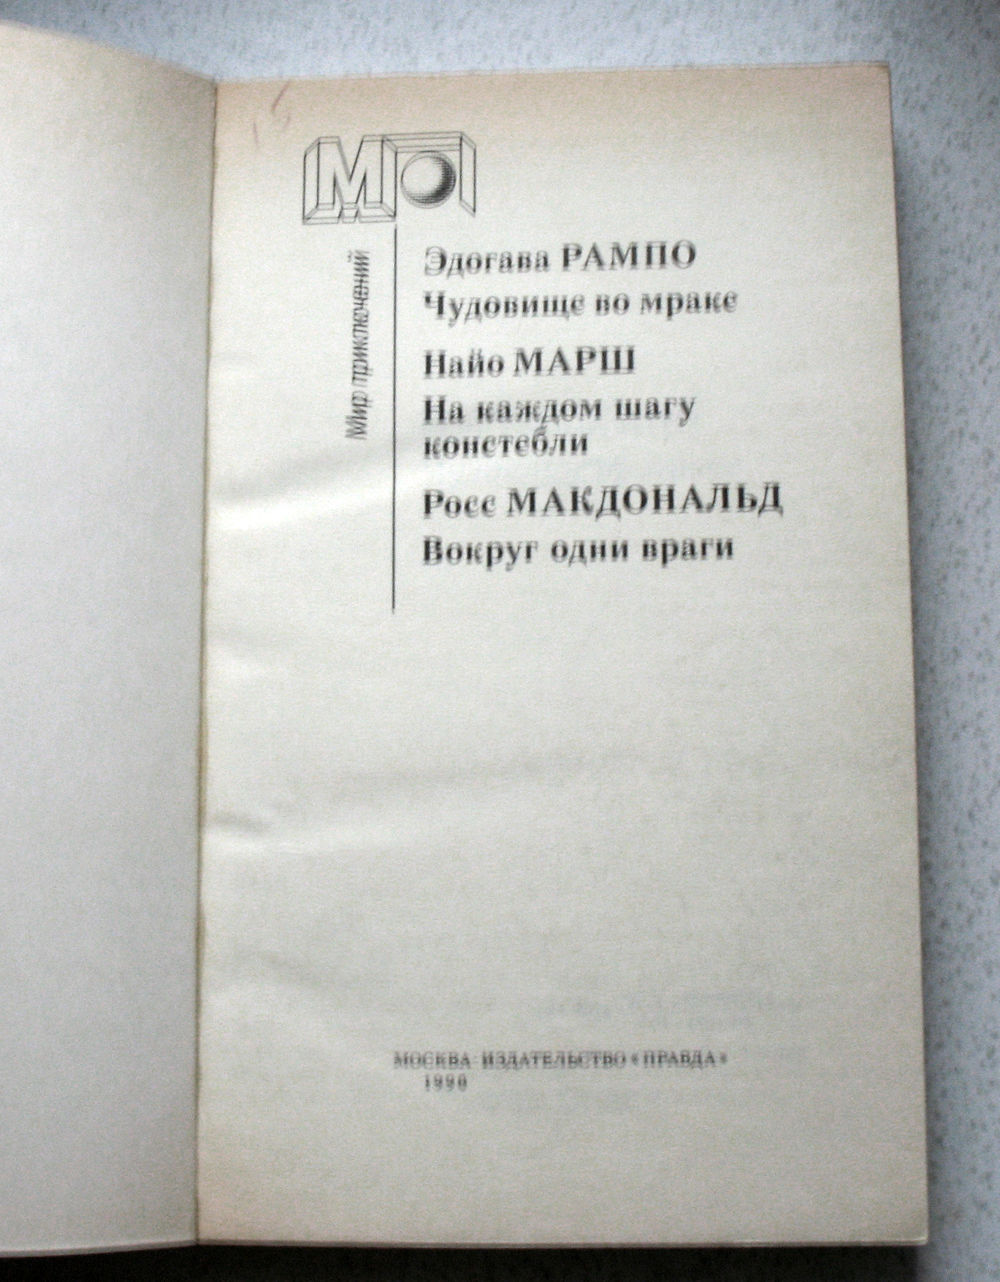 15
МП
Мир приключений
Эдогава РАМПО
Чудовище во мраке
Найо МАРШ
На каждом шагу
констебли
Росс МАКДОНАЛЬД
Вокруг одни враги
МОСКВА ИЗДАТЕЛЬСТВО «ПРАВДА»
1990